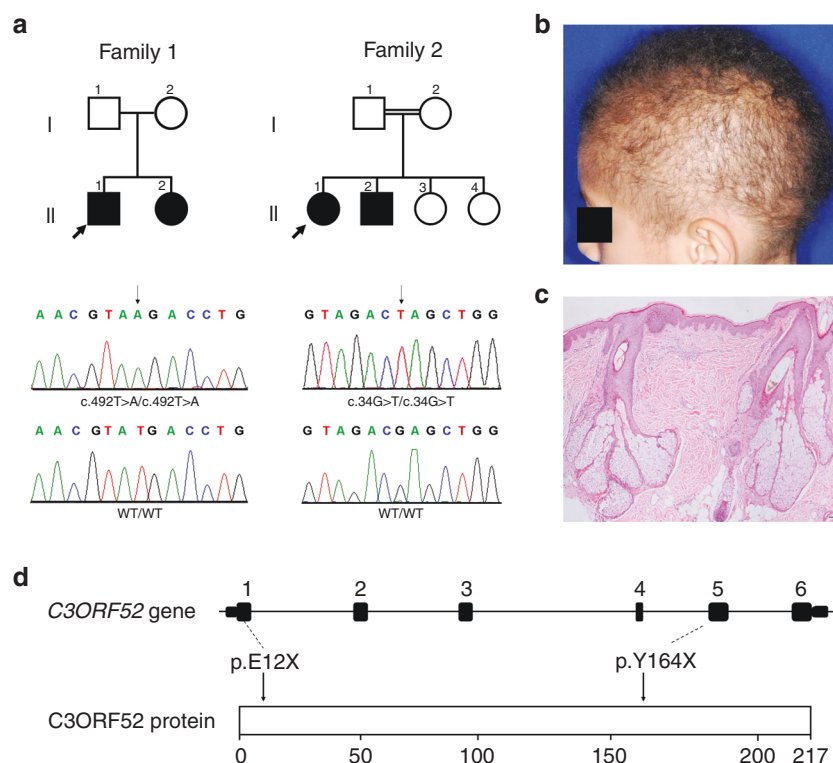 a
Family 1
Family 2
1 2
1 2
I
I
1 2
1 2 3 4
II
II
A A C G T A A G A C C T G
G T A G A C T A G C T G G
c.492T>A/c.492T>A
c.34G>T/c.34G>T
A A C G T A T G A C C T G
G T A G A C G A G C T G G
WT/WT
WT/WT
b
c
d
1 2 3 4 5 6
C3ORF52 gene
p.E12X
p.Y164X
C3ORF52 protein
0 50 100 150 200 217